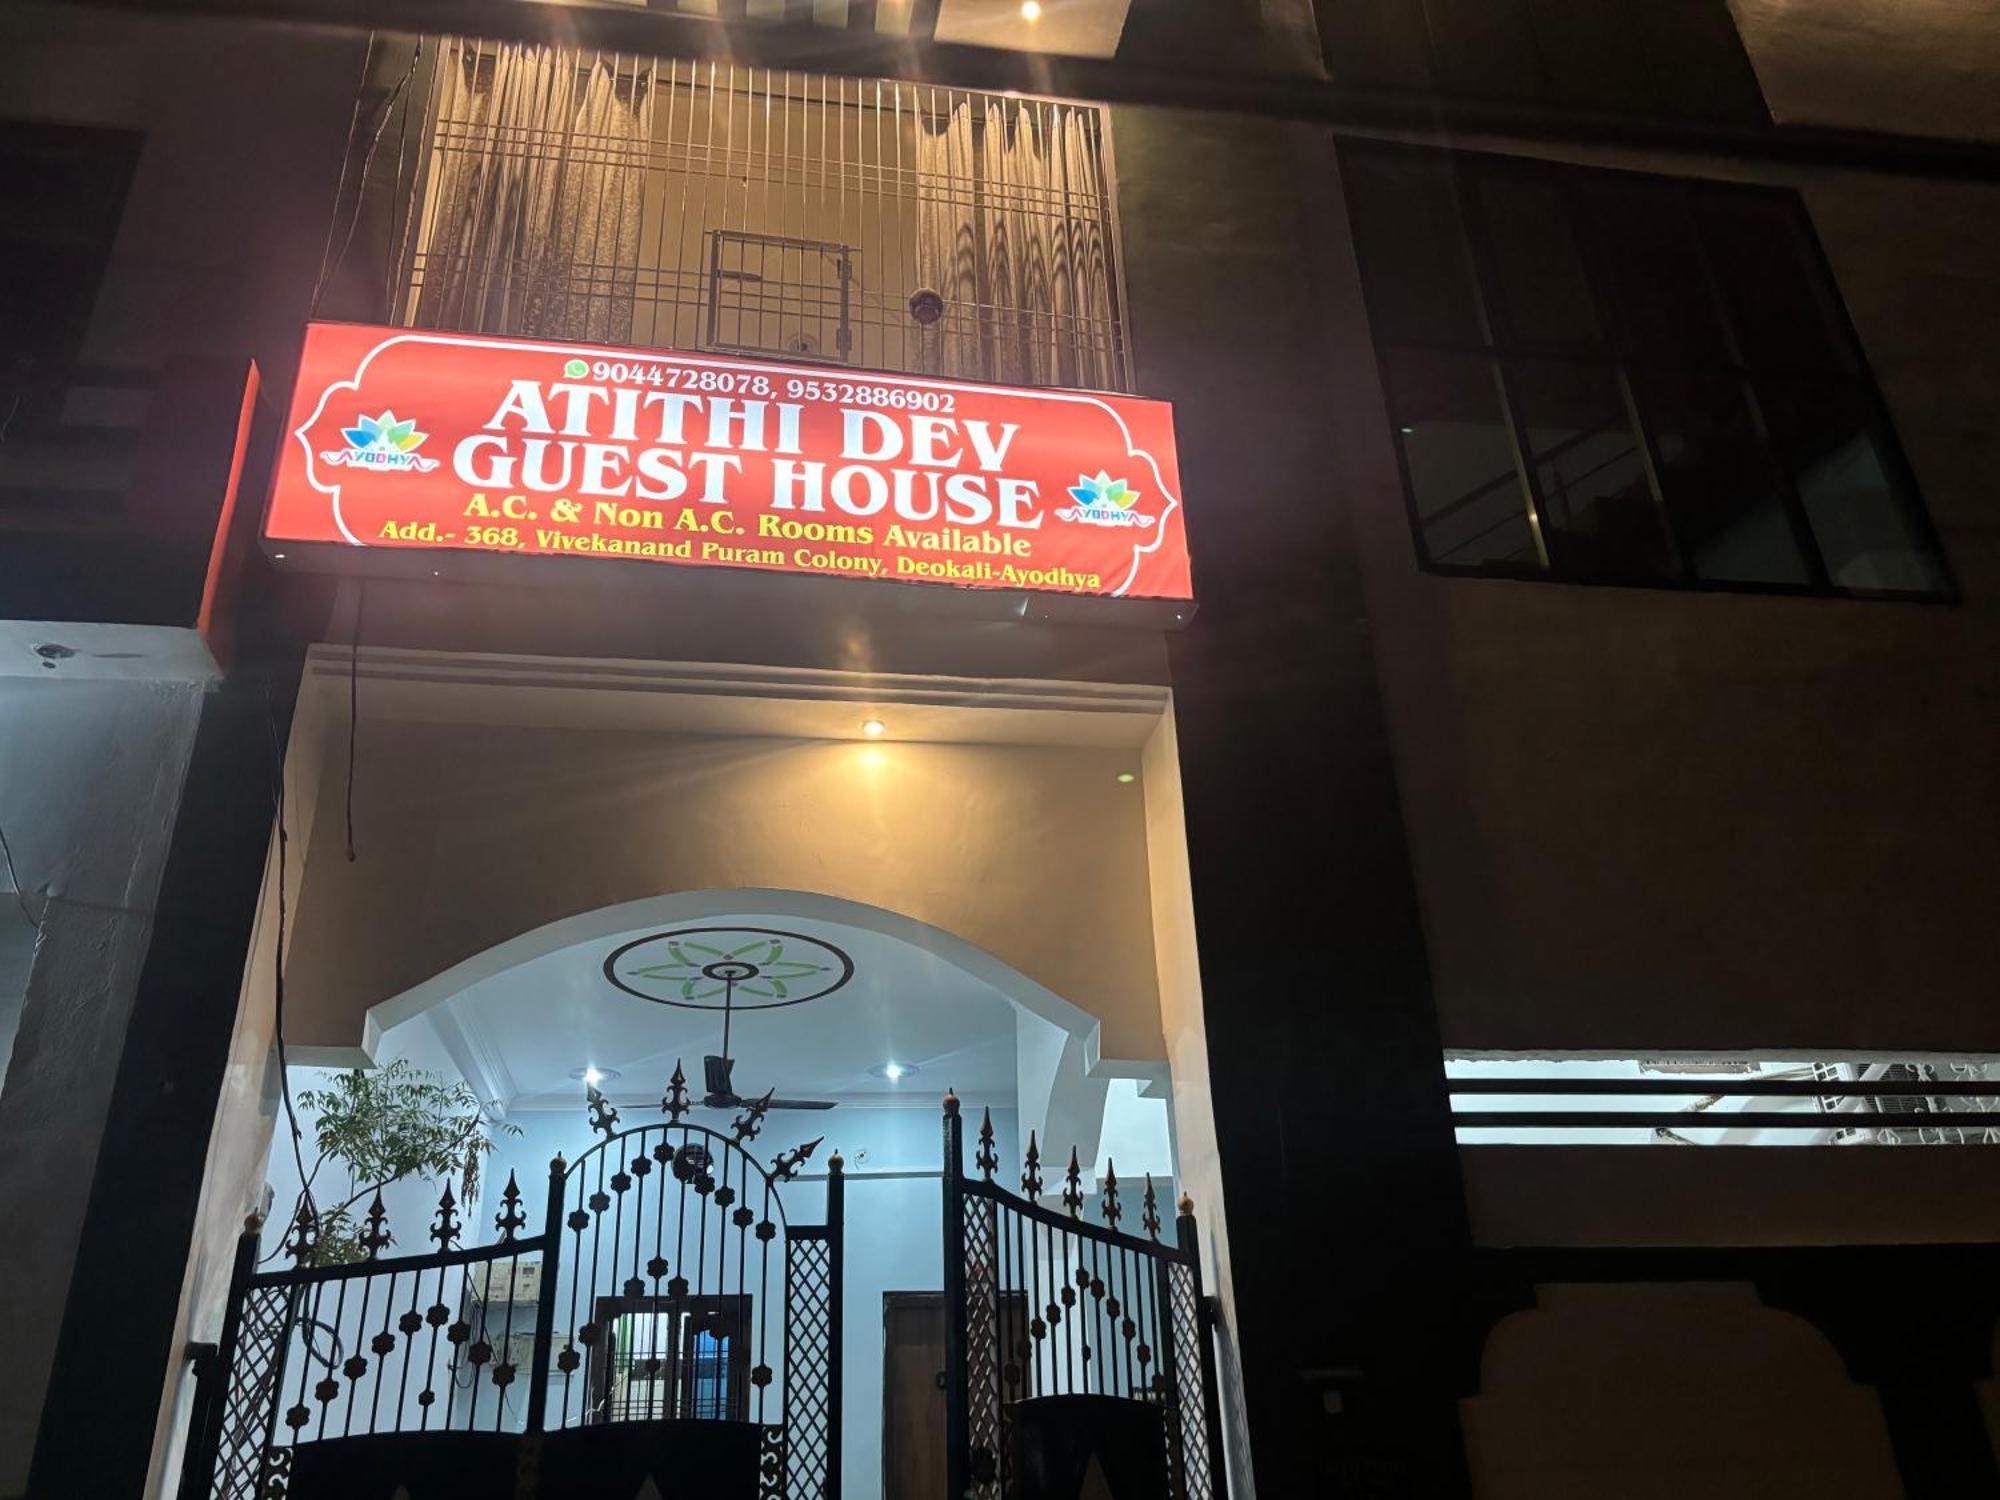 9044728078, 9532886902
ATITHI DEV
GUEST HOUSE
AYODHYA
AYODHYA
A.C. & Non A.C. Rooms Available
Add.- 368, Vivekanand Puram Colony, Deokali-Ayodhya